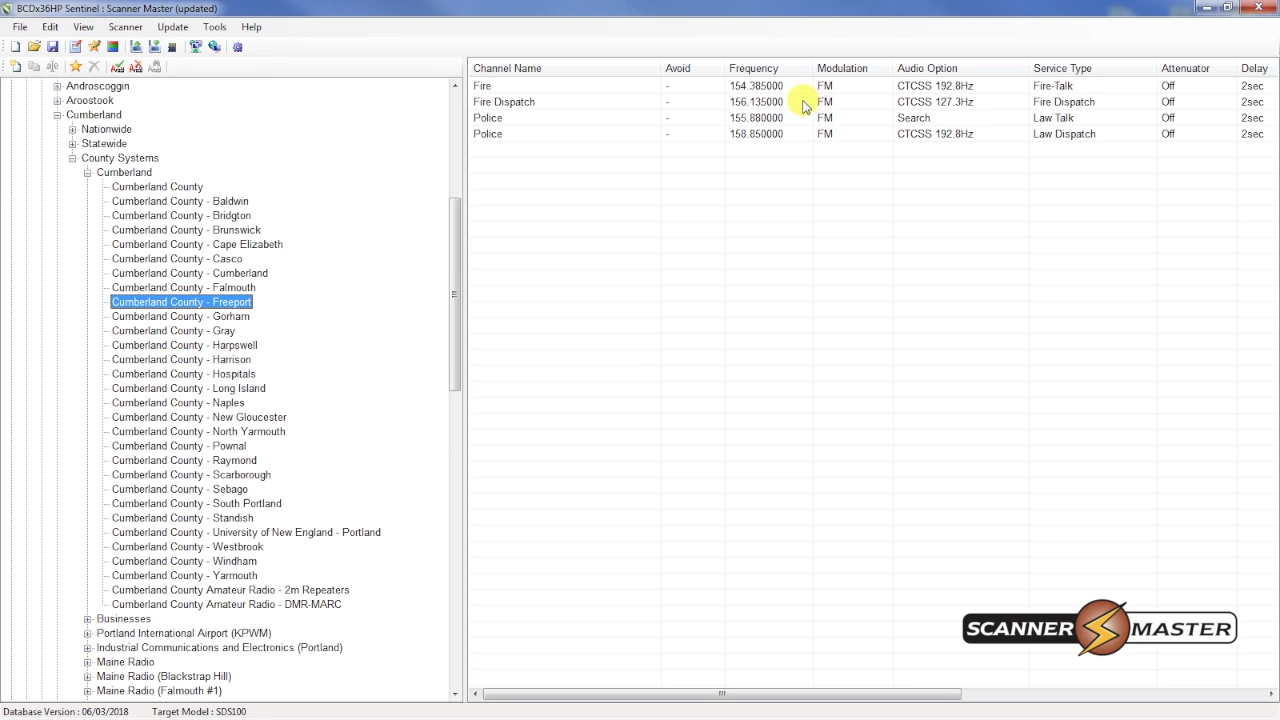 BCDx36HP Sentinel : Scanner Master (updated)
File Edit View Scanner Update Tools Help
Androscoggin
Aroostook
Cumberland
Nationwide
Statewide
County Systems
Cumberland
Cumberland County
Cumberland County - Baldwin
Cumberland County - Bridgton
Cumberland County - Brunswick
Cumberland County - Cape Elizabeth
Cumberland County - Casco
Cumberland County - Cumberland
Cumberland County - Falmouth
Cumberland County - Freeport
Cumberland County - Gorham
Cumberland County - Gray
Cumberland County - Harpswell
Cumberland County - Harrison
Cumberland County - Hospitals
Cumberland County - Long Island
Cumberland County - Naples
Cumberland County - New Gloucester
Cumberland County - North Yarmouth
Cumberland County - Pownal
Cumberland County - Raymond
Cumberland County - Scarborough
Cumberland County - Sebago
Cumberland County - South Portland
Cumberland County - Standish
Cumberland County - University of New England - Portland
Cumberland County - Westbrook
Cumberland County - Windham
Cumberland County - Yarmouth
Cumberland County Amateur Radio - 2m Repeaters
Cumberland County Amateur Radio - DMR-MARC
Businesses
Portland International Airport (KPWM)
Industrial Communications and Electronics (Portland)
Maine Radio
Maine Radio (Blackstrap Hill)
Maine Radio (Falmouth #1)
Channel Name Avoid Frequency Modulation Audio Option Service Type Attenuator Delay
Fire - 154.385000 FM CTCSS 192.8Hz Fire-Talk Off 2sec
Fire Dispatch - 156.135000 FM CTCSS 127.3Hz Fire Dispatch Off 2sec
Police - 155.880000 FM Search Law Talk Off 2sec
Police - 158.850000 FM CTCSS 192.8Hz Law Dispatch Off 2sec
SCANNER MASTER
Database Version : 06/03/2018 Target Model : SDS100